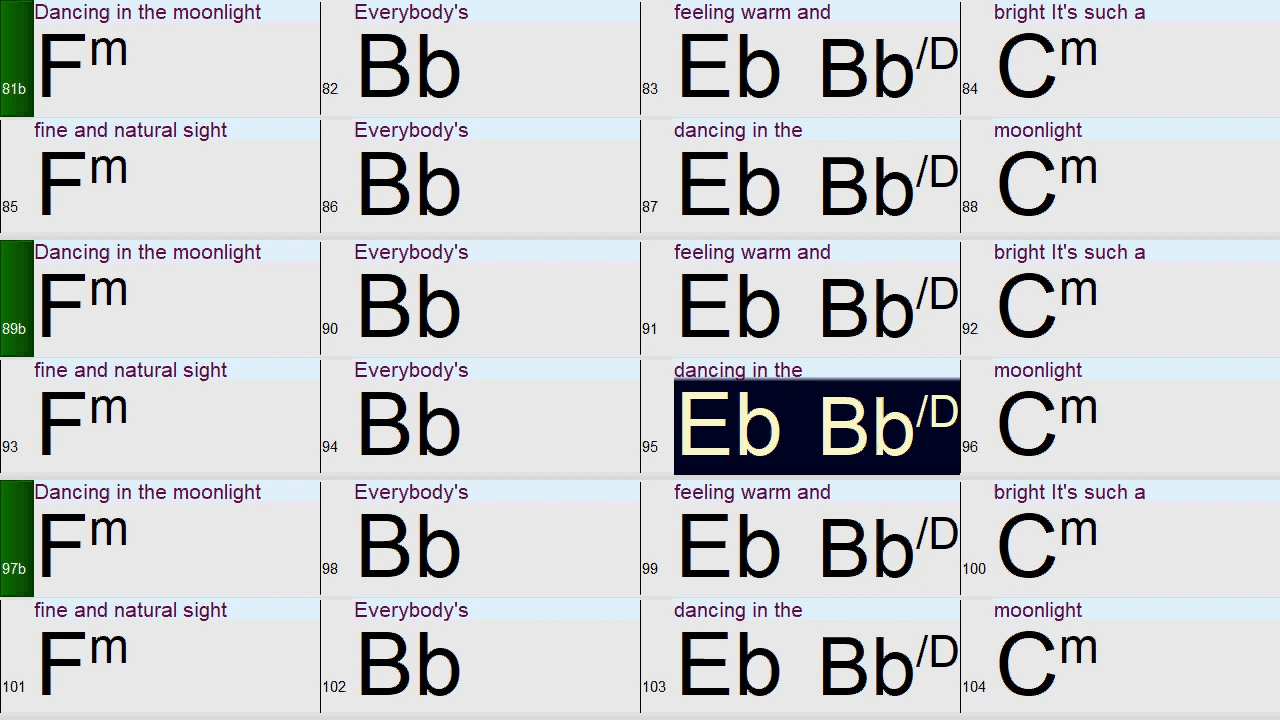 Dancing in the moonlight Everybody's feeling warm and bright It's such a
81b Fm 82 Bb 83 Eb Bb/D 84 Cm
fine and natural sight Everybody's dancing in the moonlight
85 Fm 86 Bb 87 Eb Bb/D 88 Cm
Dancing in the moonlight Everybody's feeling warm and bright It's such a
89b Fm 90 Bb 91 Eb Bb/D 92 Cm
fine and natural sight Everybody's dancing in the moonlight
93 Fm 94 Bb 95 Eb Bb/D 96 Cm
Dancing in the moonlight Everybody's feeling warm and bright It's such a
97b Fm 98 Bb 99 Eb Bb/D 100 Cm
fine and natural sight Everybody's dancing in the moonlight
101 Fm 102 Bb 103 Eb Bb/D 104 Cm